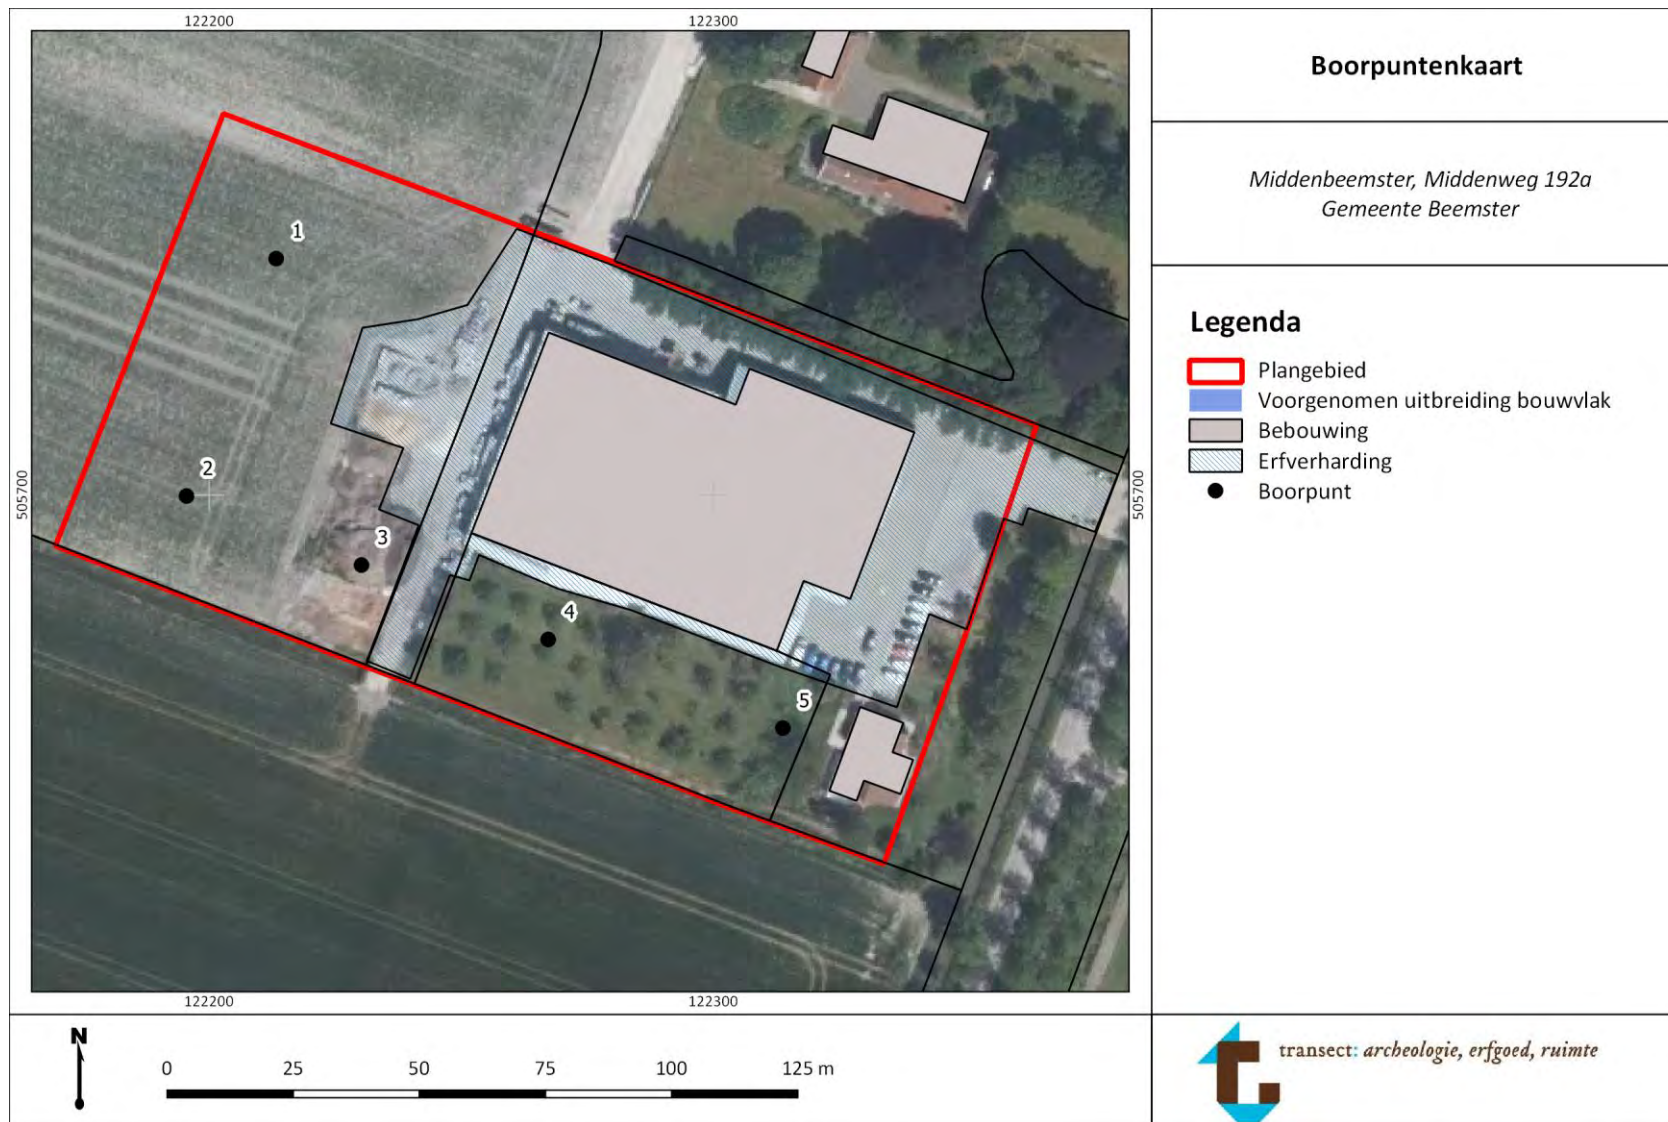 122200
122300
Boorpuntenkaart
Middenbeemster, Middenweg 192a
Gemeente Beemster
Legenda
Plangebied
Voorgenomen uitbreiding bouwvlak
Bebouwing
Erfverharding
Boorpunt
1
2
3
4
5
505700
505700
122200
122300
N
0
25
50
75
100
125 m
transect: archeologie, erfgoed, ruimte